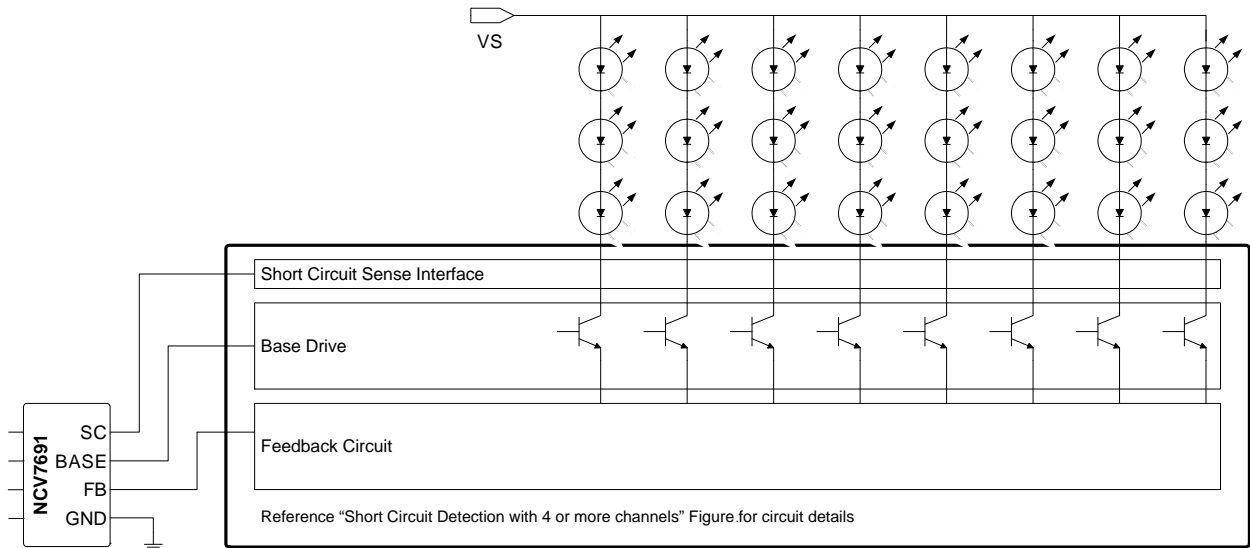 VS
Short Circuit Sense Interface
Base Drive
NCV7691
SC
BASE
FB
GND
Feedback Circuit
Reference “Short Circuit Detection with 4 or more channels” Figure.for circuit details